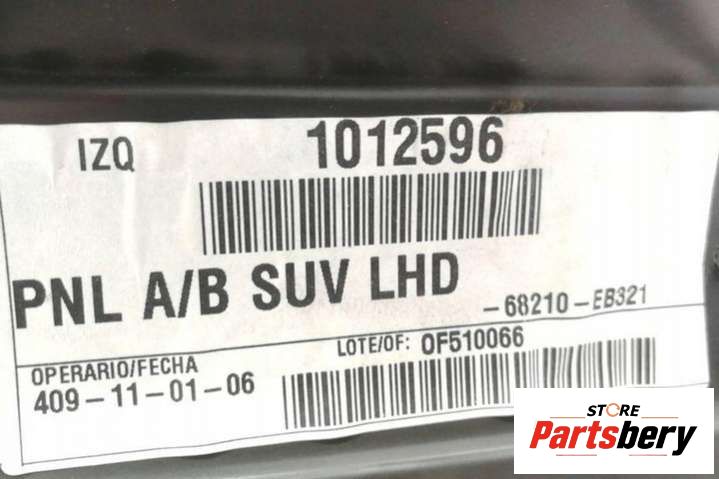 IZQ
1012596
PNL A/B SUV LHD
-68210-EB321
OPERARIO/FECHA
409-11-01-06
LOTE/OF: OF510066
STORE
Partsbery